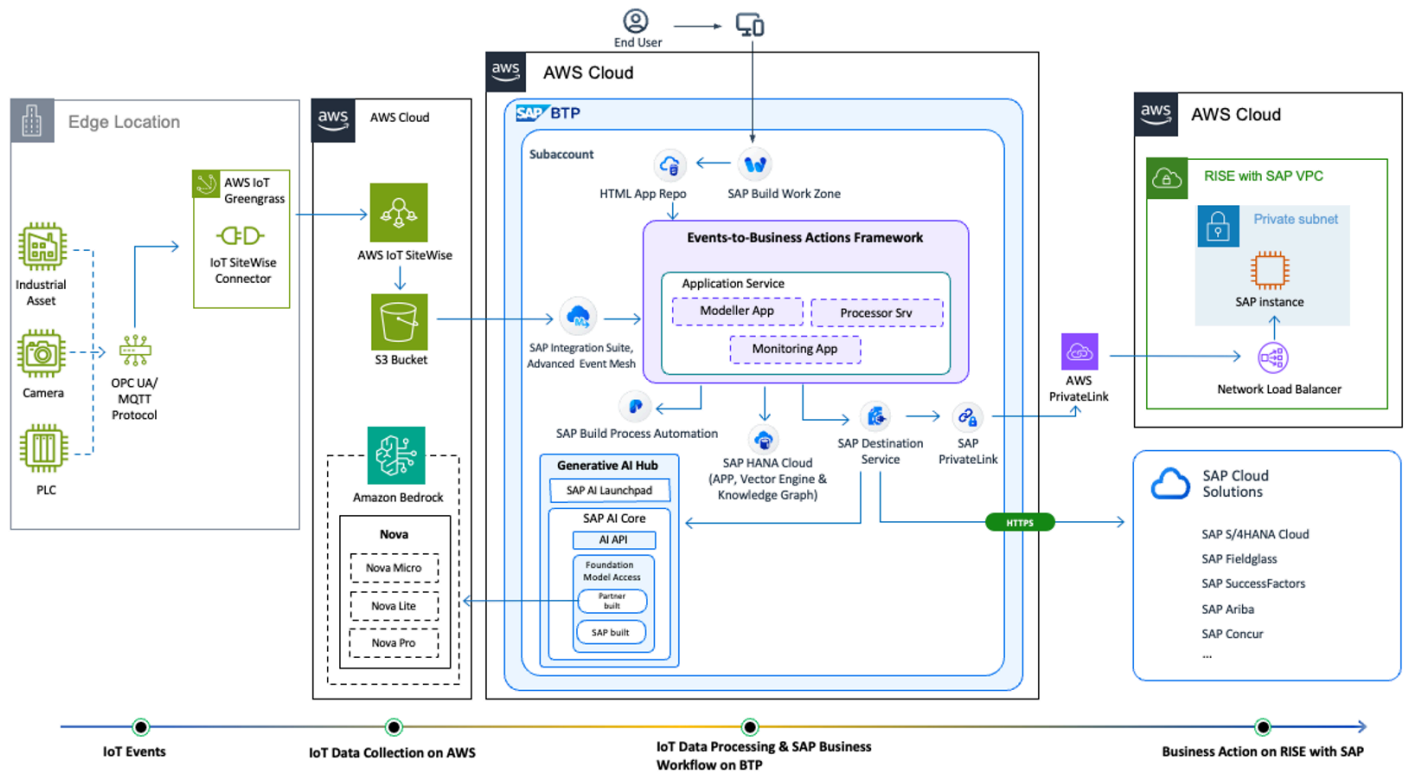 End User
aws
AWS Cloud
SAP BTP
Subaccount
HTML App Repo
SAP Build Work Zone
Events-to-Business Actions Framework
Application Service
Modeller App
Processor Srv
Monitoring App
SAP Integration Suite,
Advanced Event Mesh
M
SAP Build Process Automation
SAP HANA Cloud
(APP, Vector Engine &
Knowledge Graph)
SAP Destination
Service
SAP
PrivateLink
Generative AI Hub
SAP AI Launchpad
SAP AI Core
AI API
Foundation
Model Access
Partner
built
SAP built
HTTPS
Edge Location
AWS IoT
Greengrass
IoT SiteWise
Connector
Industrial
Asset
Camera
PLC
OPC UA/
MQTT
Protocol
aws
AWS Cloud
AWS IoT SiteWise
S3 Bucket
Amazon Bedrock
Nova
Nova Micro
Nova Lite
Nova Pro
AWS
PrivateLink
aws
AWS Cloud
RISE with SAP VPC
Private subnet
SAP instance
Network Load Balancer
SAP Cloud
Solutions
SAP S/4HANA Cloud
SAP Fieldglass
SAP SuccessFactors
SAP Ariba
SAP Concur
...
IoT Events
IoT Data Collection on AWS
IoT Data Processing & SAP Business
Workflow on BTP
Business Action on RISE with SAP